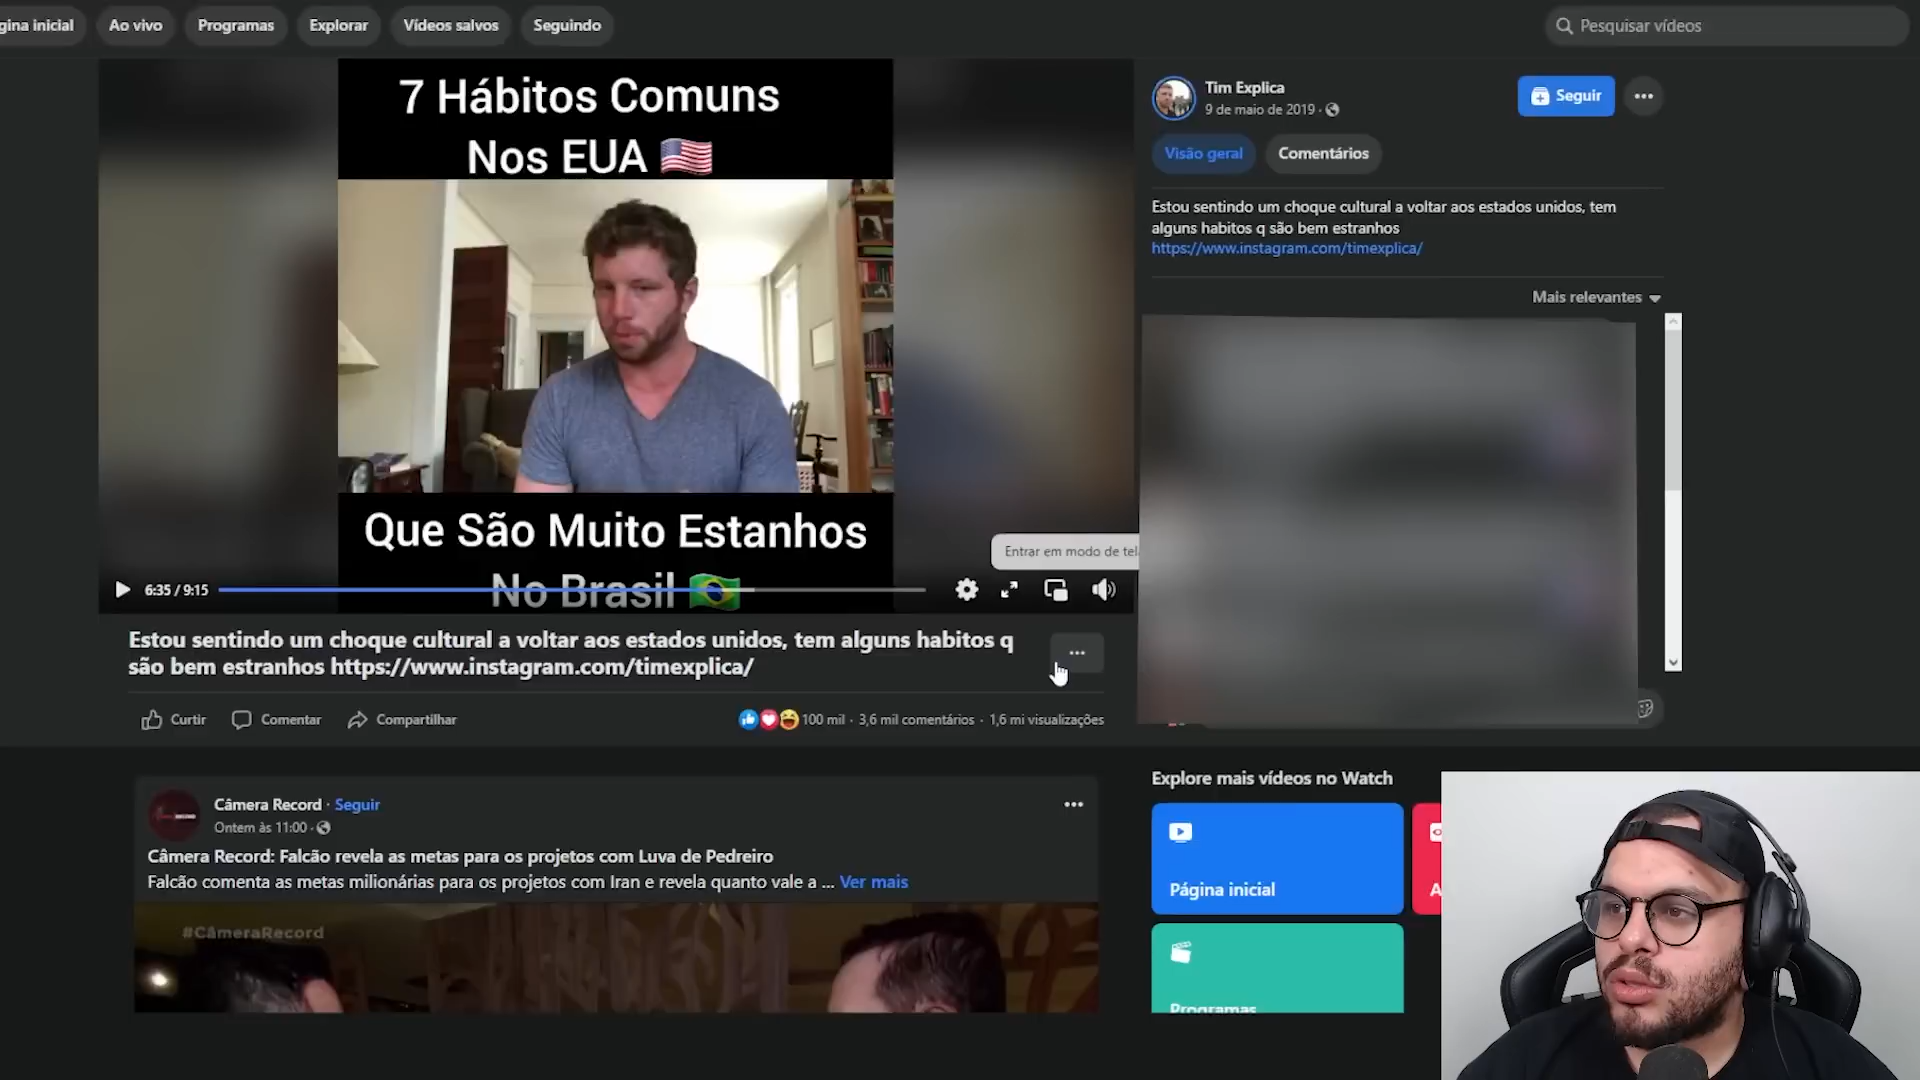 gina inicial
Ao vivo
Programas
Explorar
Vídeos salvos
Seguindo
Pesquisar vídeos
7 Hábitos Comuns
Nos EUA
Que São Muito Estanhos
No Brasil
Entrar em modo de tel
6:35 / 9:15
Estou sentindo um choque cultural a voltar aos estados unidos, tem alguns habitos q
são bem estranhos https://www.instagram.com/timexplica/
Curtir
Comentar
Compartilhar
100 mil · 3,6 mil comentários · 1,6 mi visualizações
Tim Explica
9 de maio de 2019 ·
Seguir
Visão geral
Comentários
Estou sentindo um choque cultural a voltar aos estados unidos, tem
alguns habitos q são bem estranhos
https://www.instagram.com/timexplica/
Mais relevantes
Câmera Record · Seguir
Ontem às 11:00 ·
Câmera Record: Falcão revela as metas para os projetos com Luva de Pedreiro
Falcão comenta as metas milionárias para os projetos com Iran e revela quanto vale a ... Ver mais
#CâmeraRecord
Explore mais vídeos no Watch
Página inicial
A
Programas